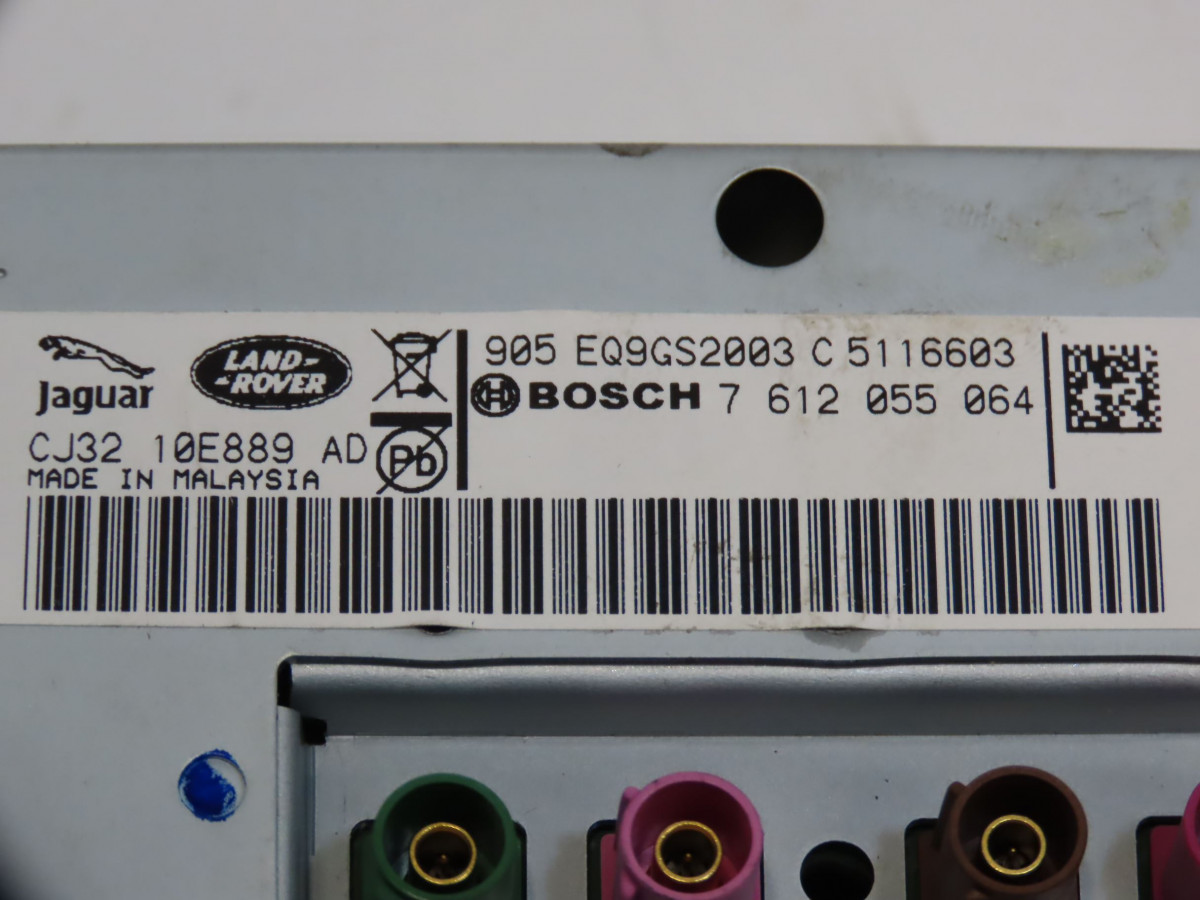 Jaguar
LAND-
-ROVER
CJ32 10E889 AD
MADE IN MALAYSIA
Pb
905 EQ9GS2003 C 5116603
BOSCH 7 612 055 064